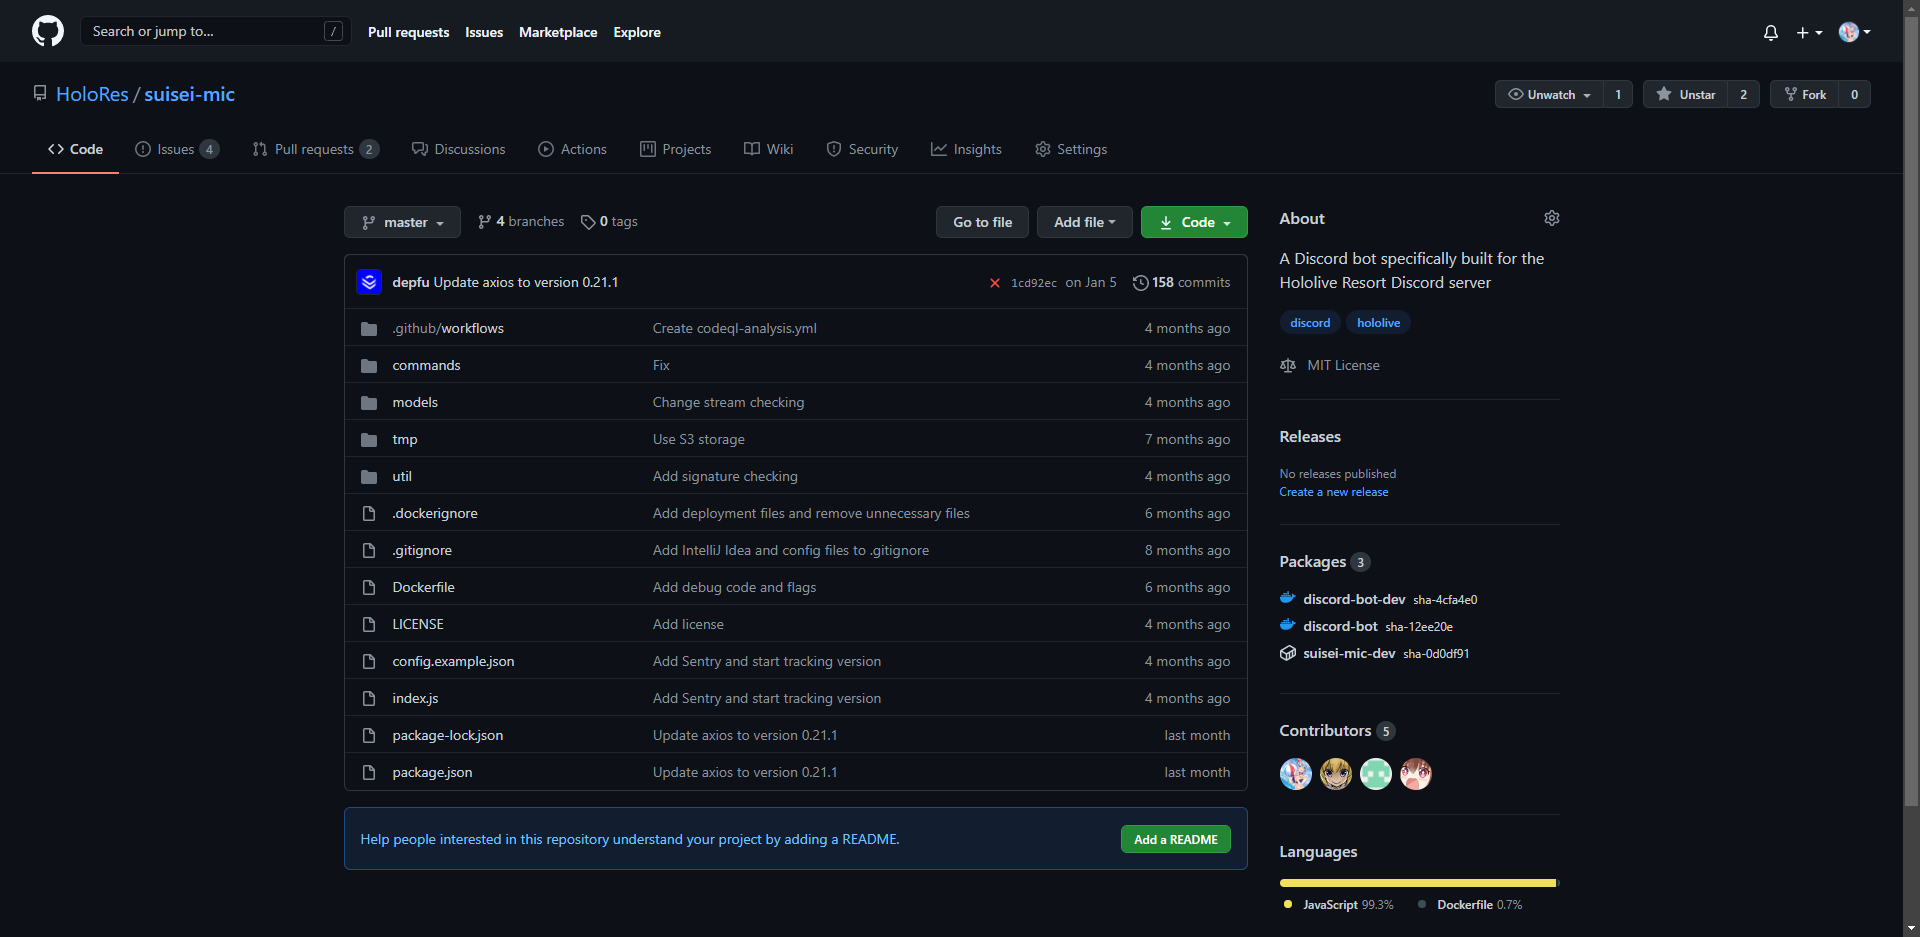 Search or jump to... /
Pull requests Issues Marketplace Explore
HoloRes / suisei-mic
Unwatch 1 Unstar 2 Fork 0
Code Issues 4 Pull requests 2 Discussions Actions Projects Wiki Security Insights Settings
master 4 branches 0 tags Go to file Add file Code
depfu Update axios to version 0.21.1 1cd92ec on Jan 5 158 commits
.github/workflows Create codeql-analysis.yml 4 months ago
commands Fix 4 months ago
models Change stream checking 4 months ago
tmp Use S3 storage 7 months ago
util Add signature checking 4 months ago
.dockerignore Add deployment files and remove unnecessary files 6 months ago
.gitignore Add IntelliJ Idea and config files to .gitignore 8 months ago
Dockerfile Add debug code and flags 6 months ago
LICENSE Add license 4 months ago
config.example.json Add Sentry and start tracking version 4 months ago
index.js Add Sentry and start tracking version 4 months ago
package-lock.json Update axios to version 0.21.1 last month
package.json Update axios to version 0.21.1 last month
Help people interested in this repository understand your project by adding a README. Add a README
About
A Discord bot specifically built for the
Hololive Resort Discord server
discord hololive
MIT License
Releases
No releases published
Create a new release
Packages 3
discord-bot-dev sha-4cfa4e0
discord-bot sha-12ee20e
suisei-mic-dev sha-0d0df91
Contributors 5
Languages
JavaScript 99.3% Dockerfile 0.7%